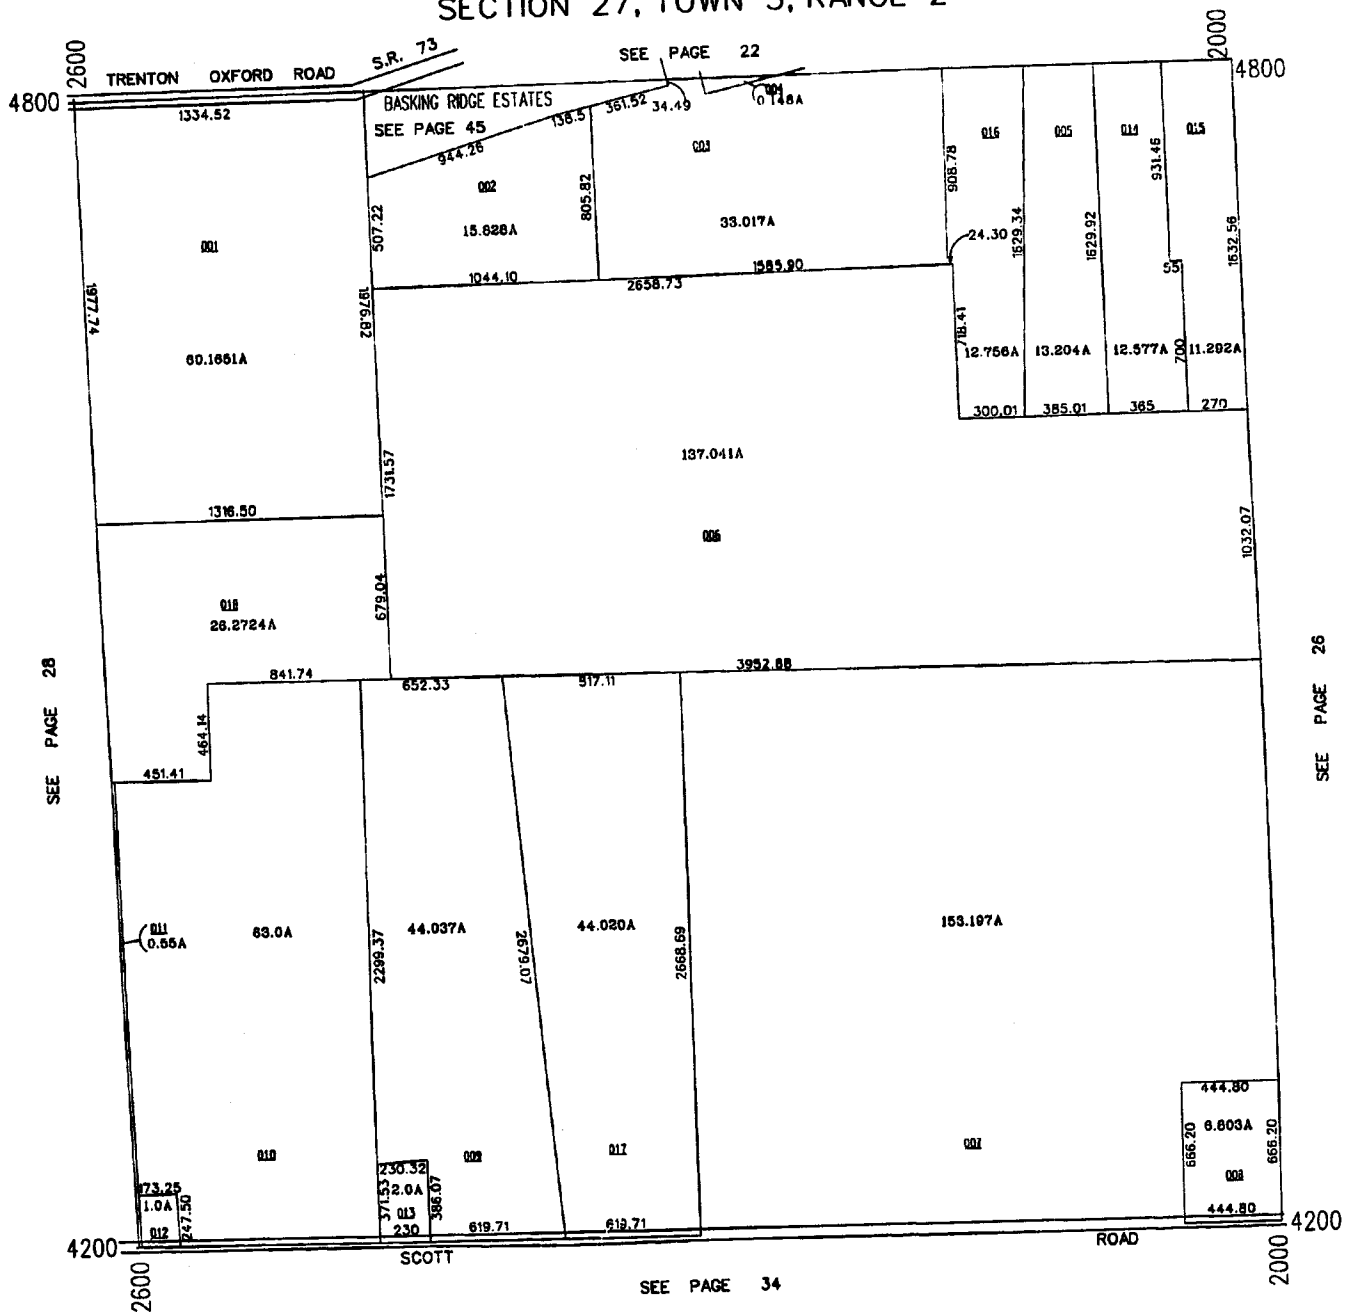 SECTION 27, TOWN 3, RANGE 2
2600
2000
TRENTON OXFORD ROAD
S.R. 73
SEE PAGE 22
4800
4800
1334.52
BASKING RIDGE ESTATES
SEE PAGE 45
944.26
138.5
361.52
34.49
004
0.148A
001
002
003
016
005
014
015
507.22
805.82
908.78
24.30
1629.34
1629.92
931.46
55
1632.56
15.828A
33.017A
1044.10
2658.73
1585.90
1977.74
1976.82
60.1651A
718.41
12.756A
13.204A
12.577A
700
11.292A
300.01
385.01
365
270
137.041A
1731.57
1316.50
006
1032.07
679.04
018
26.2724A
SEE PAGE 28
SEE PAGE 26
841.74
652.33
517.11
3952.88
464.14
451.41
011
0.55A
63.0A
2299.37
44.037A
2679.07
44.020A
2668.69
153.197A
010
009
017
007
444.80
6.803A
666.20
666.20
008
444.80
173.25
1.0A
012
247.50
230.32
371.53
2.0A
013
230
386.07
619.71
619.71
4200
4200
SCOTT
ROAD
2600
2000
SEE PAGE 34